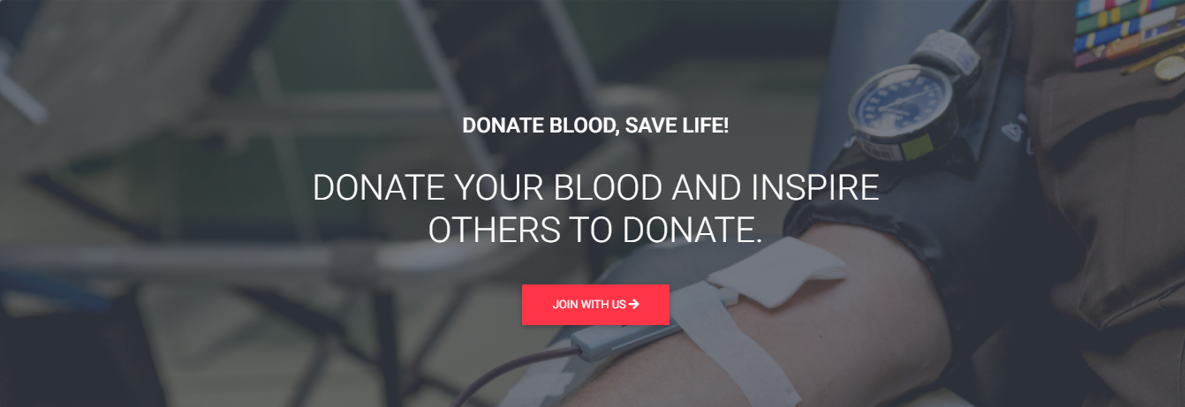 DONATE BLOOD, SAVE LIFE!
DONATE YOUR BLOOD AND INSPIRE
OTHERS TO DONATE.
JOIN WITH US